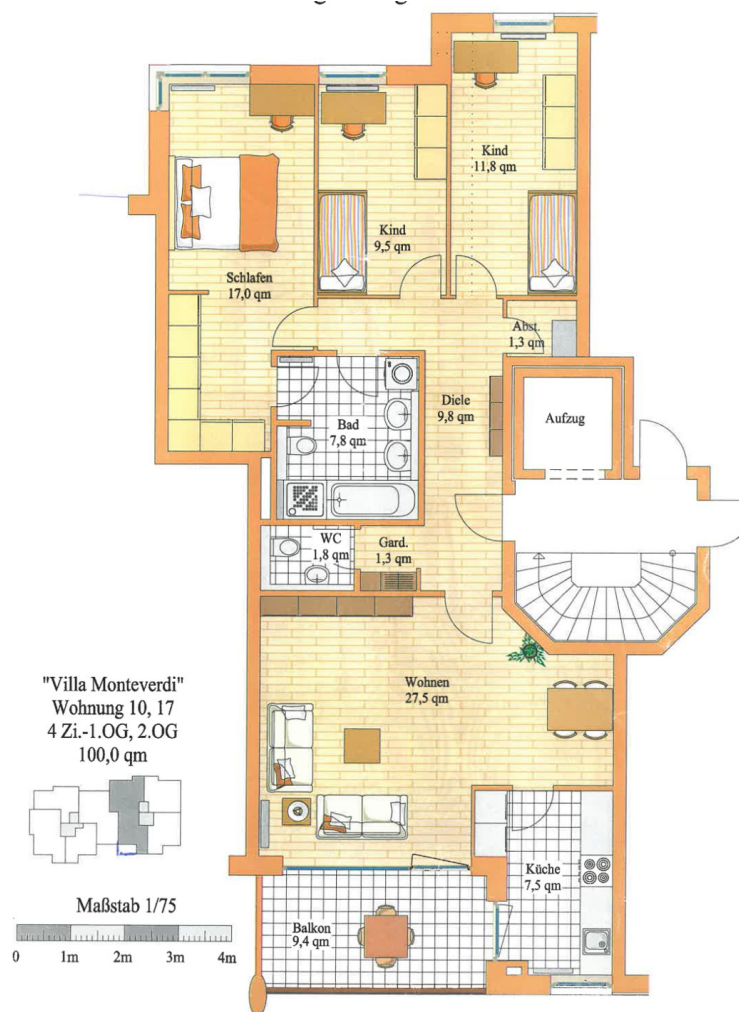 Kind
11,8 qm
Kind
9,5 qm
Schlafen
17,0 qm
Abst.
1,3 qm
Diele
9,8 qm
Aufzug
Bad
7,8 qm
WC
1,8 qm
Gard.
1,3 qm
Wohnen
27,5 qm
"Villa Monteverdi"
Wohnung 10, 17
4 Zi.-1.OG, 2.OG
100,0 qm
Küche
7,5 qm
Maßstab 1/75
Balkon
9,4 qm
0 1m 2m 3m 4m